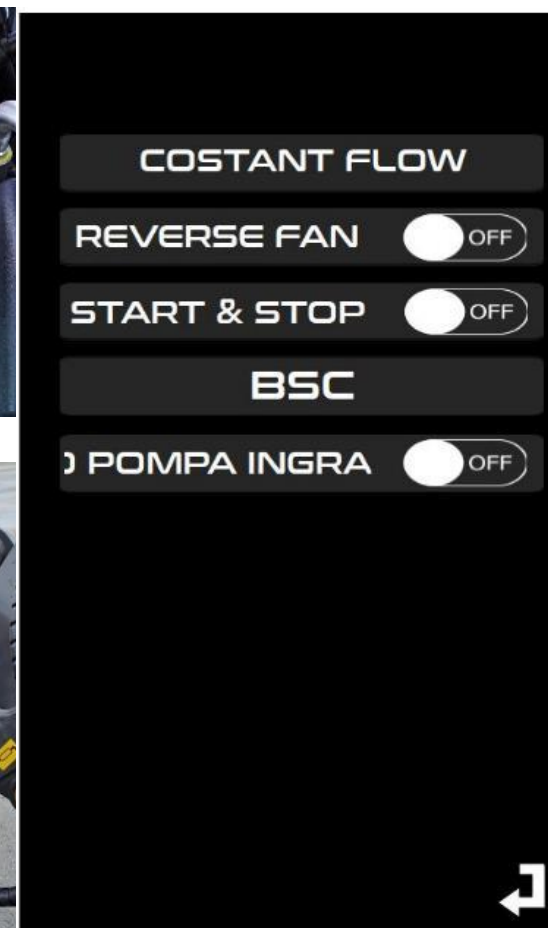 COSTANT FLOW
REVERSE FAN OFF
START & STOP OFF
BSC
POMPA INGRA OFF